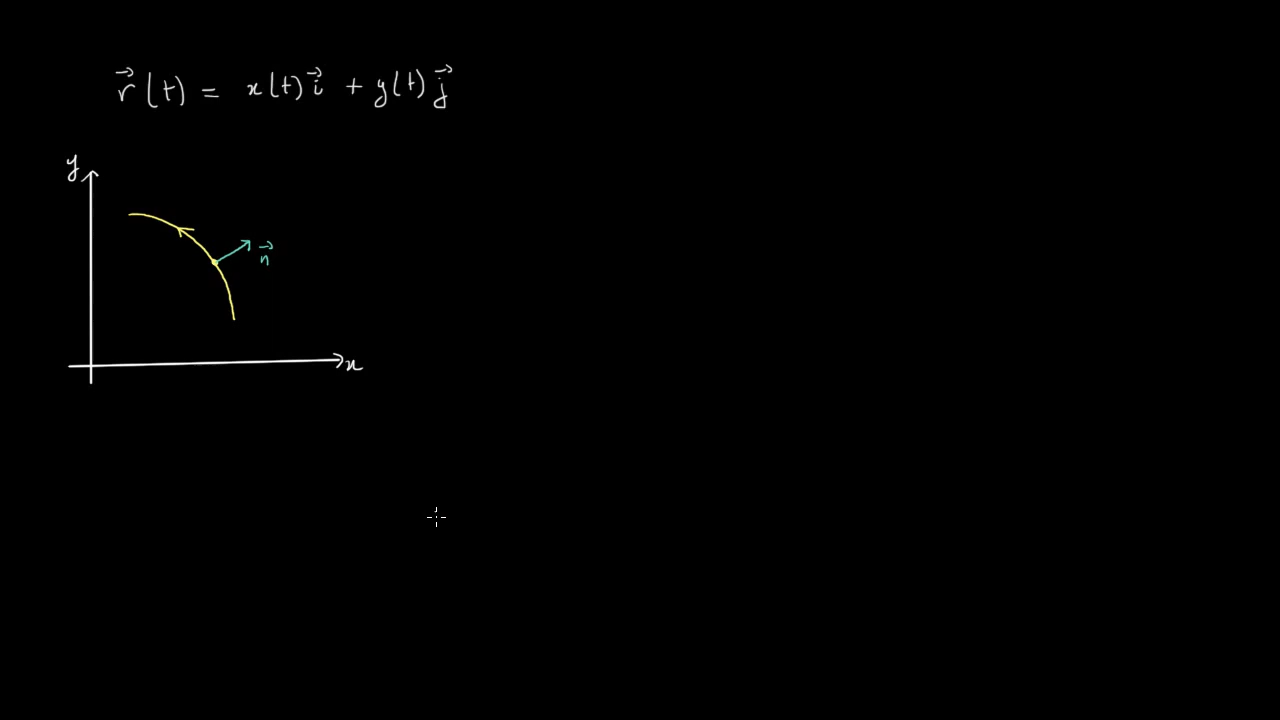 r⃗(t) = x(t) i⃗ + y(t) j⃗
y
n⃗
x